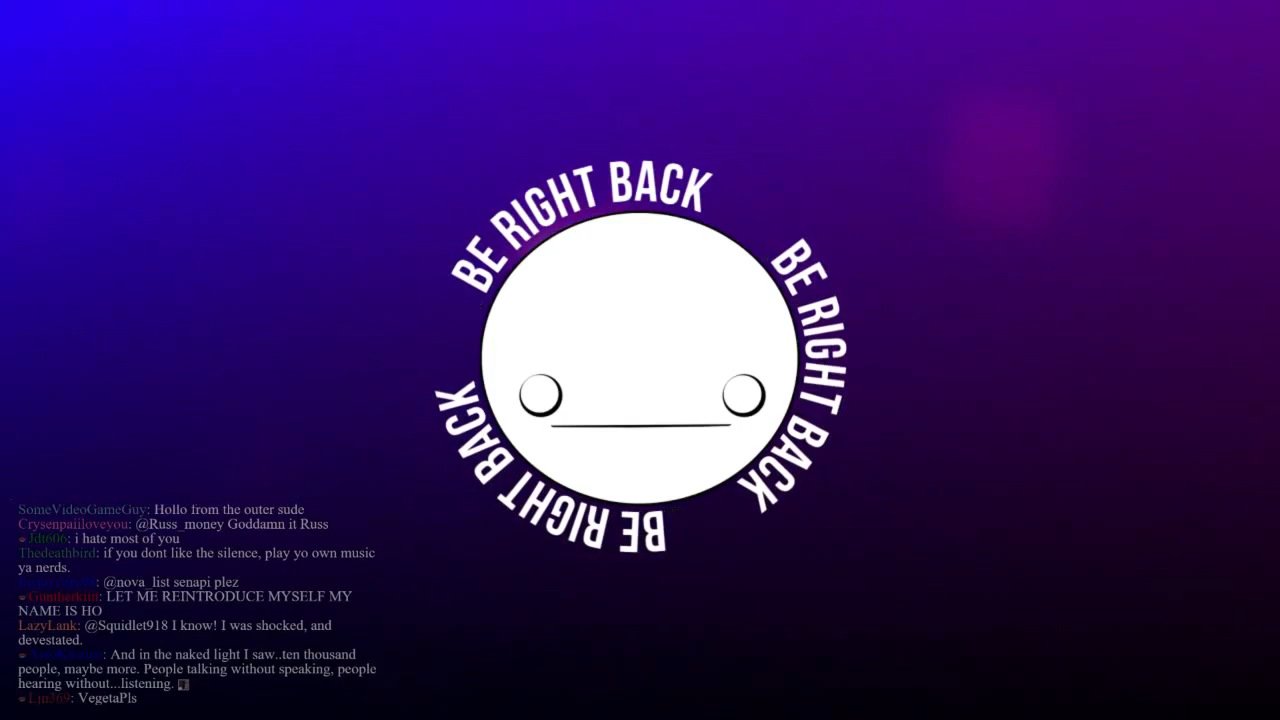 BE RIGHT BACK
BE RIGHT BACK
BE RIGHT BACK
SomeVideoGameGuy: Hollo from the outer sude
Crysenpaiiloveyou: @Russ_money Goddamn it Russ
Jdt606: i hate most of you
Thedeathbird: if you dont like the silence, play yo own music
ya nerds.
: @nova_list senapi plez
: LET ME REINTRODUCE MYSELF MY
NAME IS HO
LazyLank: @Squidlet918 I know! I was shocked, and
devestated.
: And in the naked light I saw..ten thousand
people, maybe more. People talking without speaking, people
hearing without...listening.
Ljn369: VegetaPls